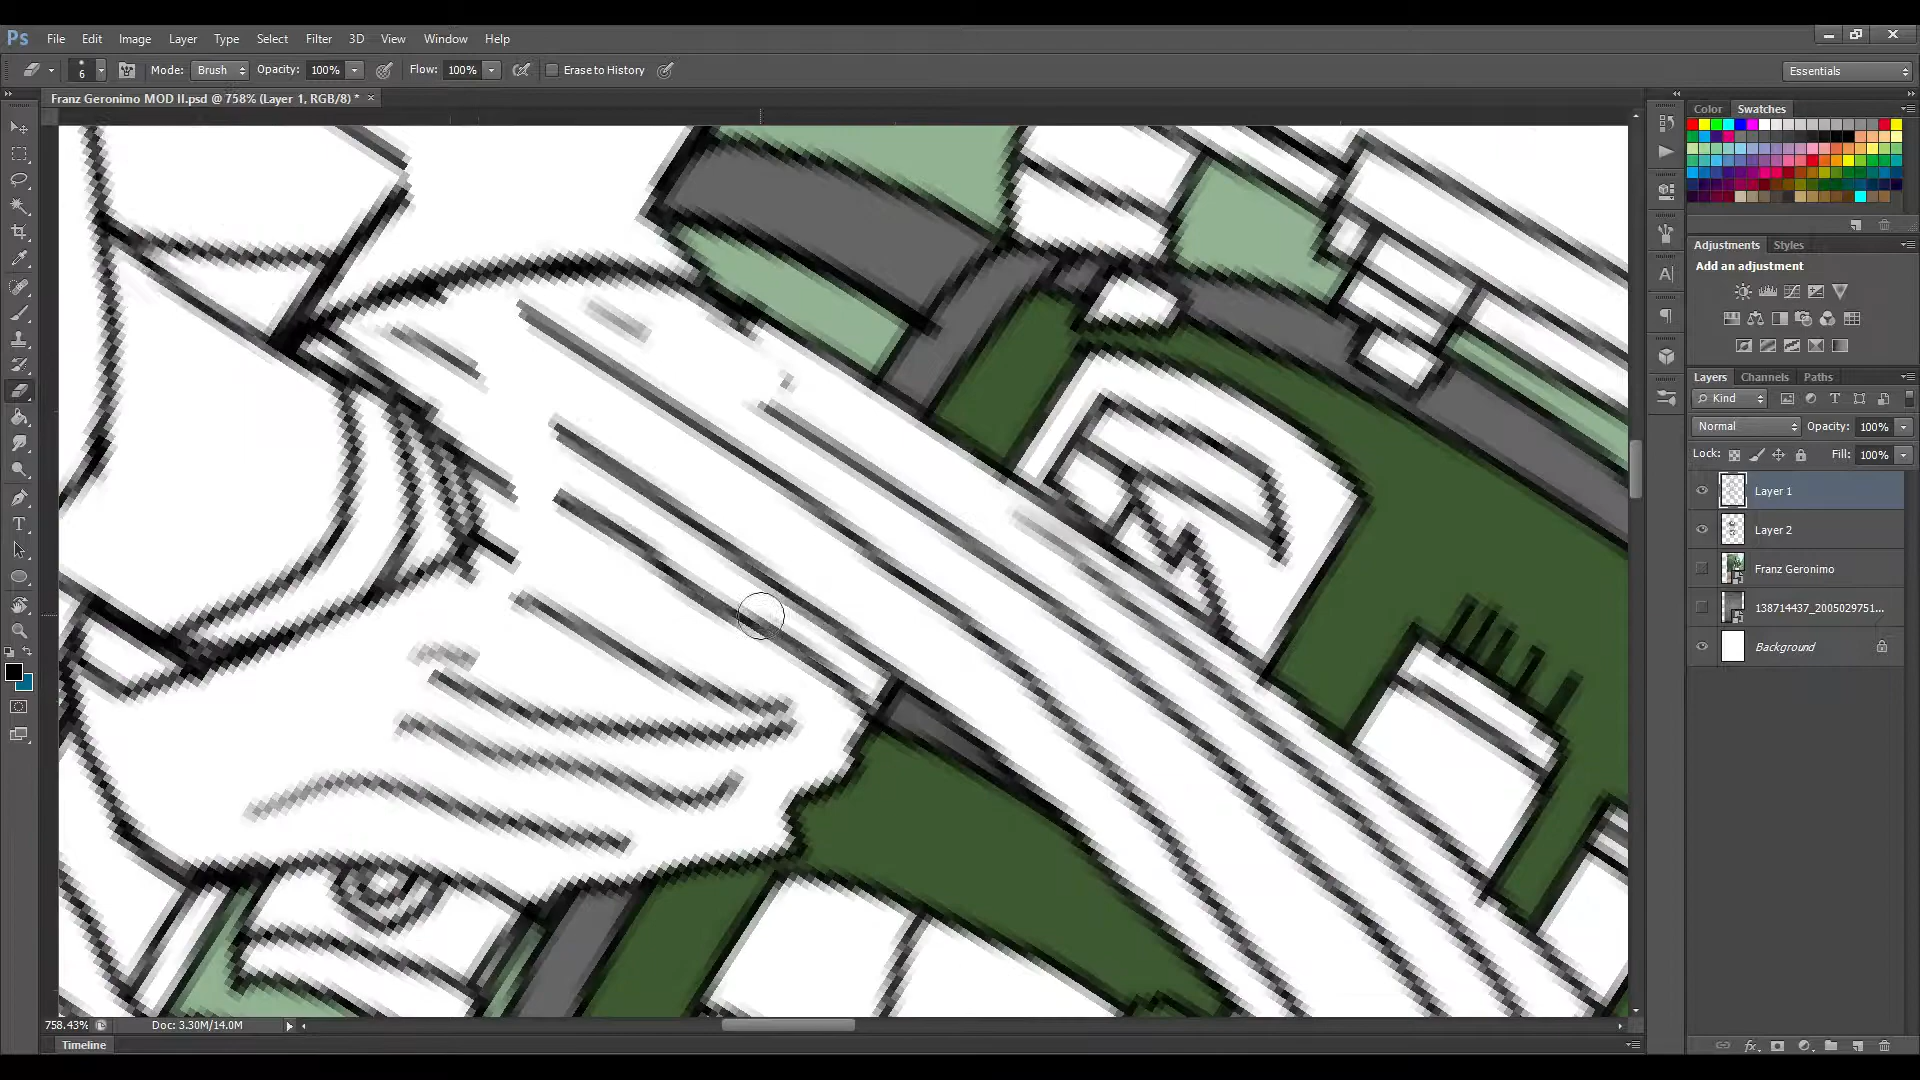 Ps File Edit Image Layer Type Select Filter 3D View Window Help
6 Mode: Brush Opacity: 100% Flow: 100% Erase to History Essentials
Franz Geronimo MOD II.psd @ 758% (Layer 1, RGB/8) * ×
Color Swatches
Adjustments Styles
Add an adjustment
Layers Channels Paths
Kind
Normal Opacity: 100%
Lock: Fill: 100%
Layer 1
Layer 2
Franz Geronimo
138714437_2005029751...
Background
758.43% Doc: 3.30M/14.0M
Timeline